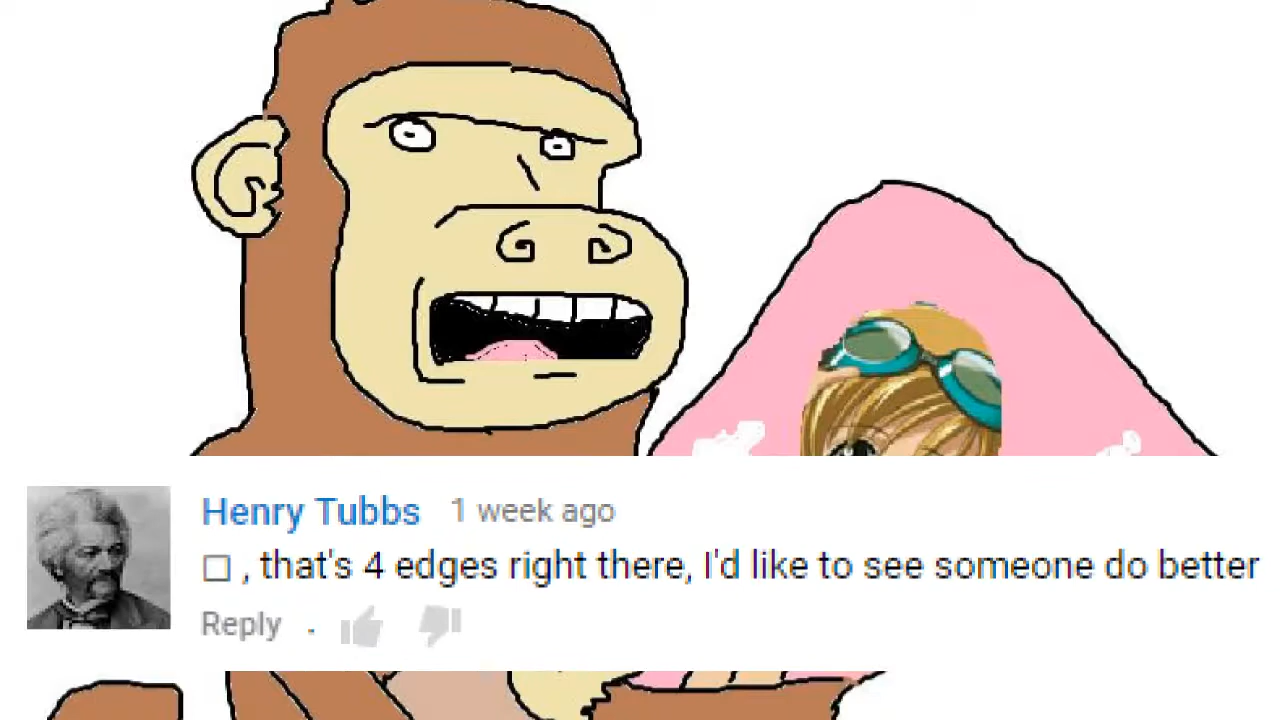 Henry Tubbs 1 week ago
□ , that's 4 edges right there, I'd like to see someone do better
Reply .